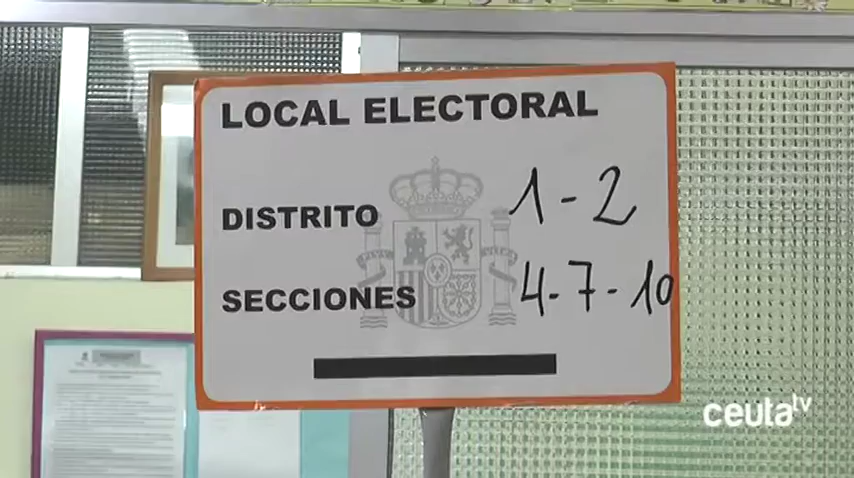 LOCAL ELECTORAL
DISTRITO 1-2
SECCIONES 4-7-10
ceuta tv